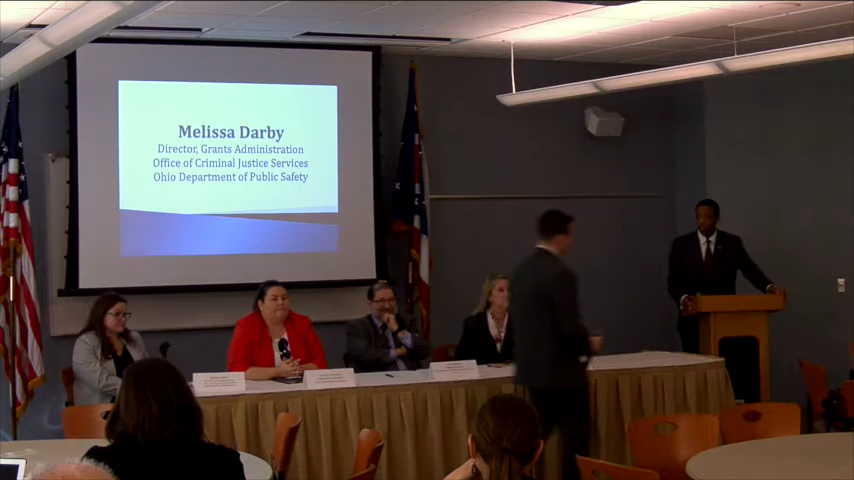 Melissa Darby
Director, Grants Administration
Office of Criminal Justice Services
Ohio Department of Public Safety